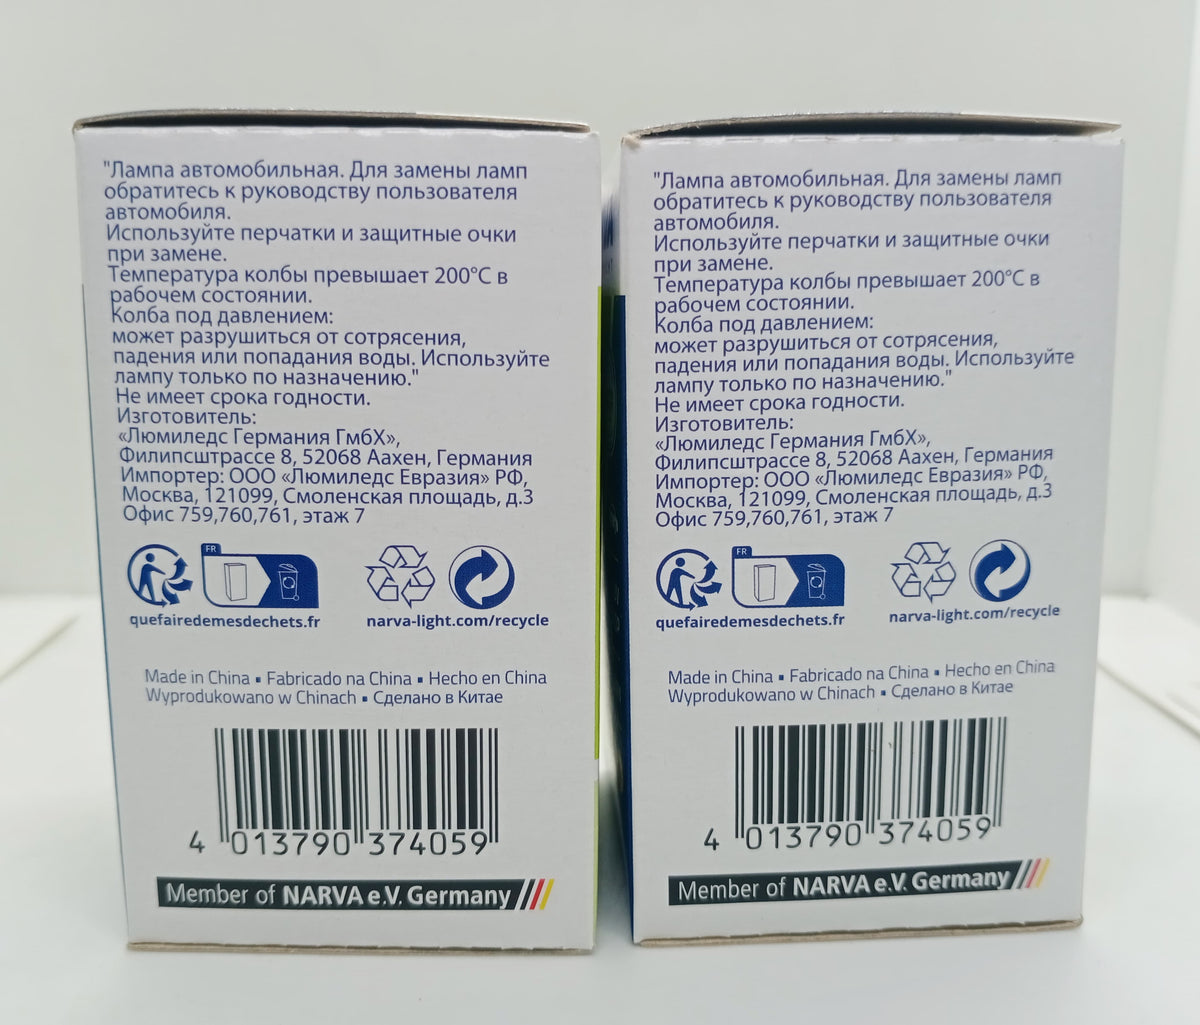 "Лампа автомобильная. Для замены ламп
обратитесь к руководству пользователя
автомобиля.
Используйте перчатки и защитные очки
при замене.
Температура колбы превышает 200°C в
рабочем состоянии.
Колба под давлением:
может разрушиться от сотрясения,
падения или попадания воды. Используйте
лампу только по назначению."
Не имеет срока годности.
Изготовитель:
«Люмиледс Германия ГмбХ»,
Филипсштрассе 8, 52068 Аахен, Германия
Импортер: ООО «Люмиледс Евразия» РФ,
Москва, 121099, Смоленская площадь, д.3
Офис 759,760,761, этаж 7
FR
quefairedemesdechets.fr
narva-light.com/recycle
Made in China ▪ Fabricado na China ▪ Hecho en China
Wyprodukowano w Chinach ▪ Сделано в Китае
4 013790 374059
Member of NARVA e.V. Germany
"Лампа автомобильная. Для замены ламп
обратитесь к руководству пользователя
автомобиля.
Используйте перчатки и защитные очки
при замене.
Температура колбы превышает 200°C в
рабочем состоянии.
Колба под давлением:
может разрушиться от сотрясения,
падения или попадания воды. Используйте
лампу только по назначению."
Не имеет срока годности.
Изготовитель:
«Люмиледс Германия ГмбХ»,
Филипсштрассе 8, 52068 Аахен, Германия
Импортер: ООО «Люмиледс Евразия» РФ,
Москва, 121099, Смоленская площадь, д.3
Офис 759,760,761, этаж 7
FR
quefairedemesdechets.fr
narva-light.com/recycle
Made in China ▪ Fabricado na China ▪ Hecho en China
Wyprodukowano w Chinach ▪ Сделано в Китае
4 013790 374059
Member of NARVA e.V. Germany